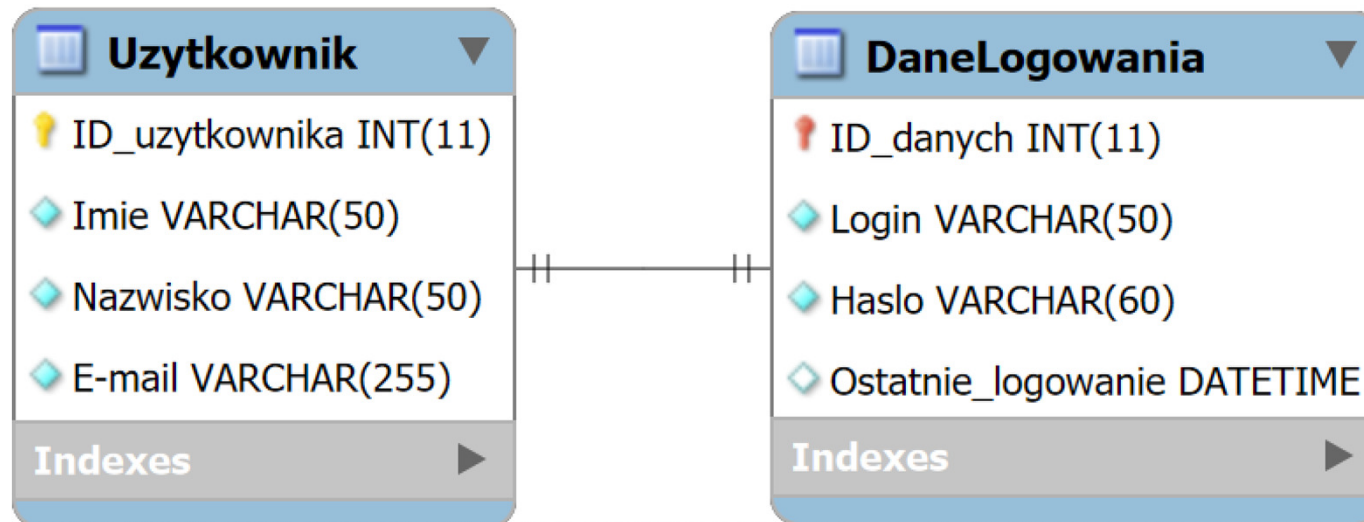 Uzytkownik
ID_uzytkownika INT(11)
Imie VARCHAR(50)
Nazwisko VARCHAR(50)
E-mail VARCHAR(255)
Indexes
DaneLogowania
ID_danych INT(11)
Login VARCHAR(50)
Haslo VARCHAR(60)
Ostatnie_logowanie DATETIME
Indexes